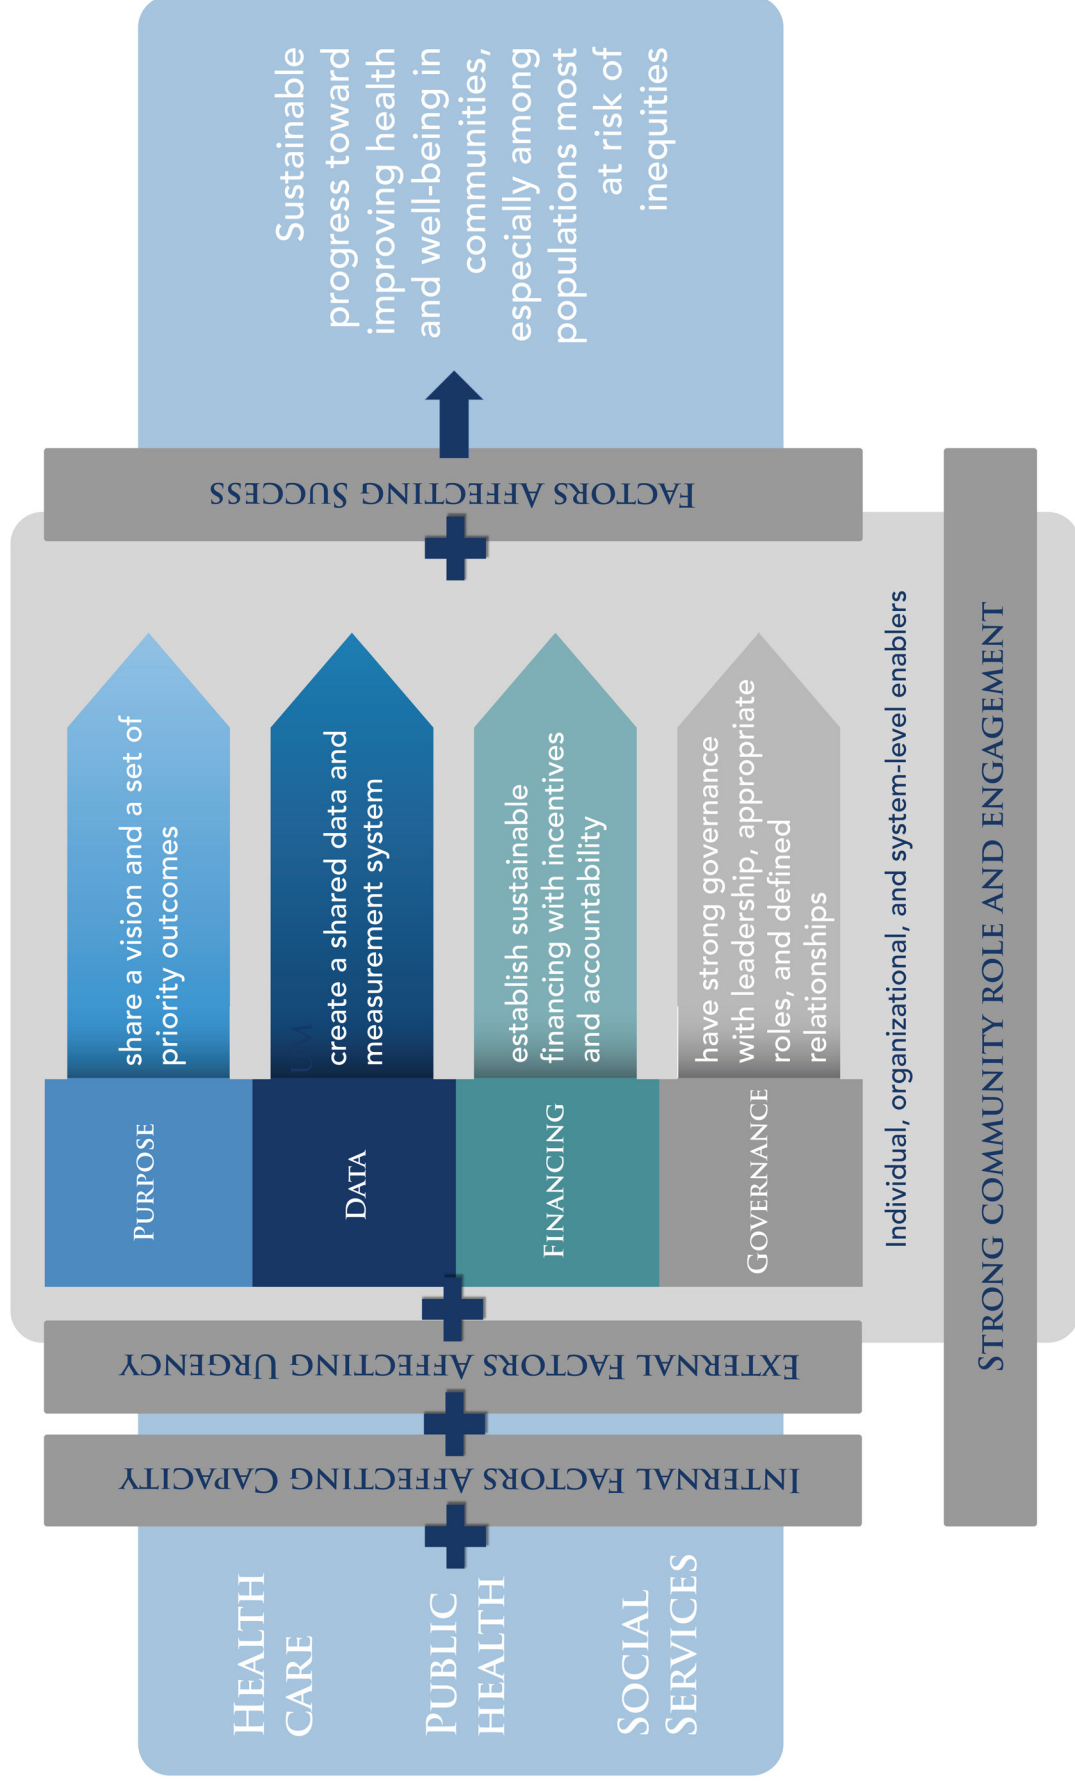 HEALTH
CARE
PUBLIC
HEALTH
SOCIAL
SERVICES
INTERNAL FACTORS AFFECTING CAPACITY
EXTERNAL FACTORS AFFECTING URGENCY
PURPOSE
share a vision and a set of
priority outcomes
DATA
UM
create a shared data and
measurement system
FINANCING
establish sustainable
financing with incentives
and accountability
GOVERNANCE
have strong governance
with leadership, appropriate
roles, and defined
relationships
Individual, organizational, and system-level enablers
FACTORS AFFECTING SUCCESS
Sustainable
progress toward
improving health
and well-being in
communities,
especially among
populations most
at risk of
inequities
STRONG COMMUNITY ROLE AND ENGAGEMENT